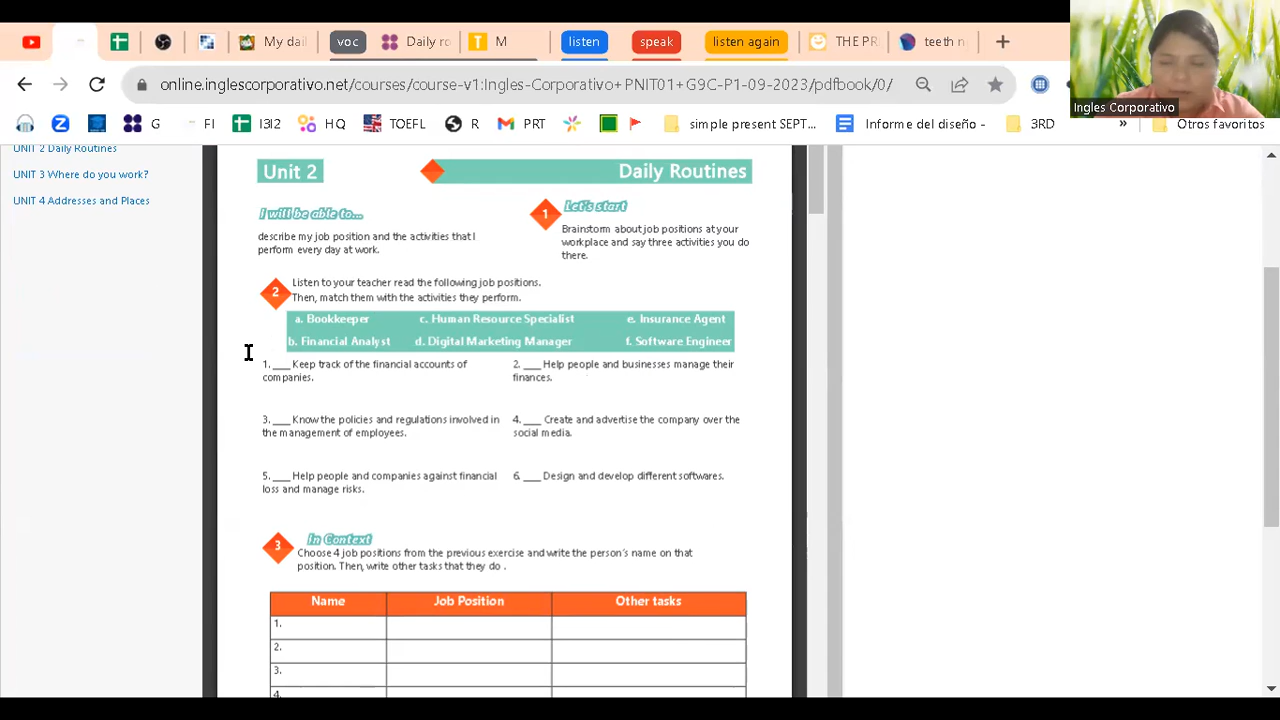 My dai
voc
Daily ro
M
listen
speak
listen again
THE PR
teeth n
online.inglescorporativo.net/courses/course-v1:Ingles-Corporativo+PNIT01+G9C-P1-09-2023/pdfbook/0/
Ingles Corporativo
G
FI
I3I2
HQ
TOEFL
R
PRT
simple present SEPT...
Informe del diseño -
3RD
»
Otros favoritos
UNIT 2 Daily Routines
UNIT 3 Where do you work?
UNIT 4 Addresses and Places
Unit 2
Daily Routines
I will be able to...
describe my job position and the activities that I
perform every day at work.
1
Let's start
Brainstorm about job positions at your
workplace and say three activities you do
there.
2
Listen to your teacher read the following job positions.
Then, match them with the activities they perform.
a. Bookkeeper c. Human Resource Specialist e. Insurance Agent
b. Financial Analyst d. Digital Marketing Manager f. Software Engineer
1. ___ Keep track of the financial accounts of
companies.
2. ___ Help people and businesses manage their
finances.
3. ___ Know the policies and regulations involved in
the management of employees.
4. ___ Create and advertise the company over the
social media.
5. ___ Help people and companies against financial
loss and manage risks.
6. ___ Design and develop different softwares.
3
In Context
Choose 4 job positions from the previous exercise and write the person's name on that
position. Then, write other tasks that they do .
Name Job Position Other tasks
1.
2.
3.
4.